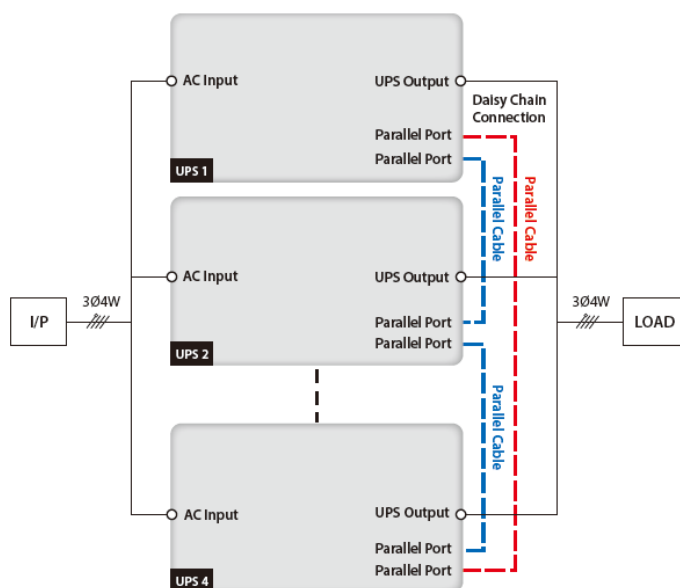 AC Input
UPS Output
Daisy Chain
Connection
Parallel Port
Parallel Port
UPS 1
Parallel Cable
Parallel Cable
AC Input
UPS Output
I/P
3Ø4W
3Ø4W
LOAD
Parallel Port
Parallel Port
UPS 2
Parallel Cable
AC Input
UPS Output
Parallel Port
Parallel Port
UPS 4